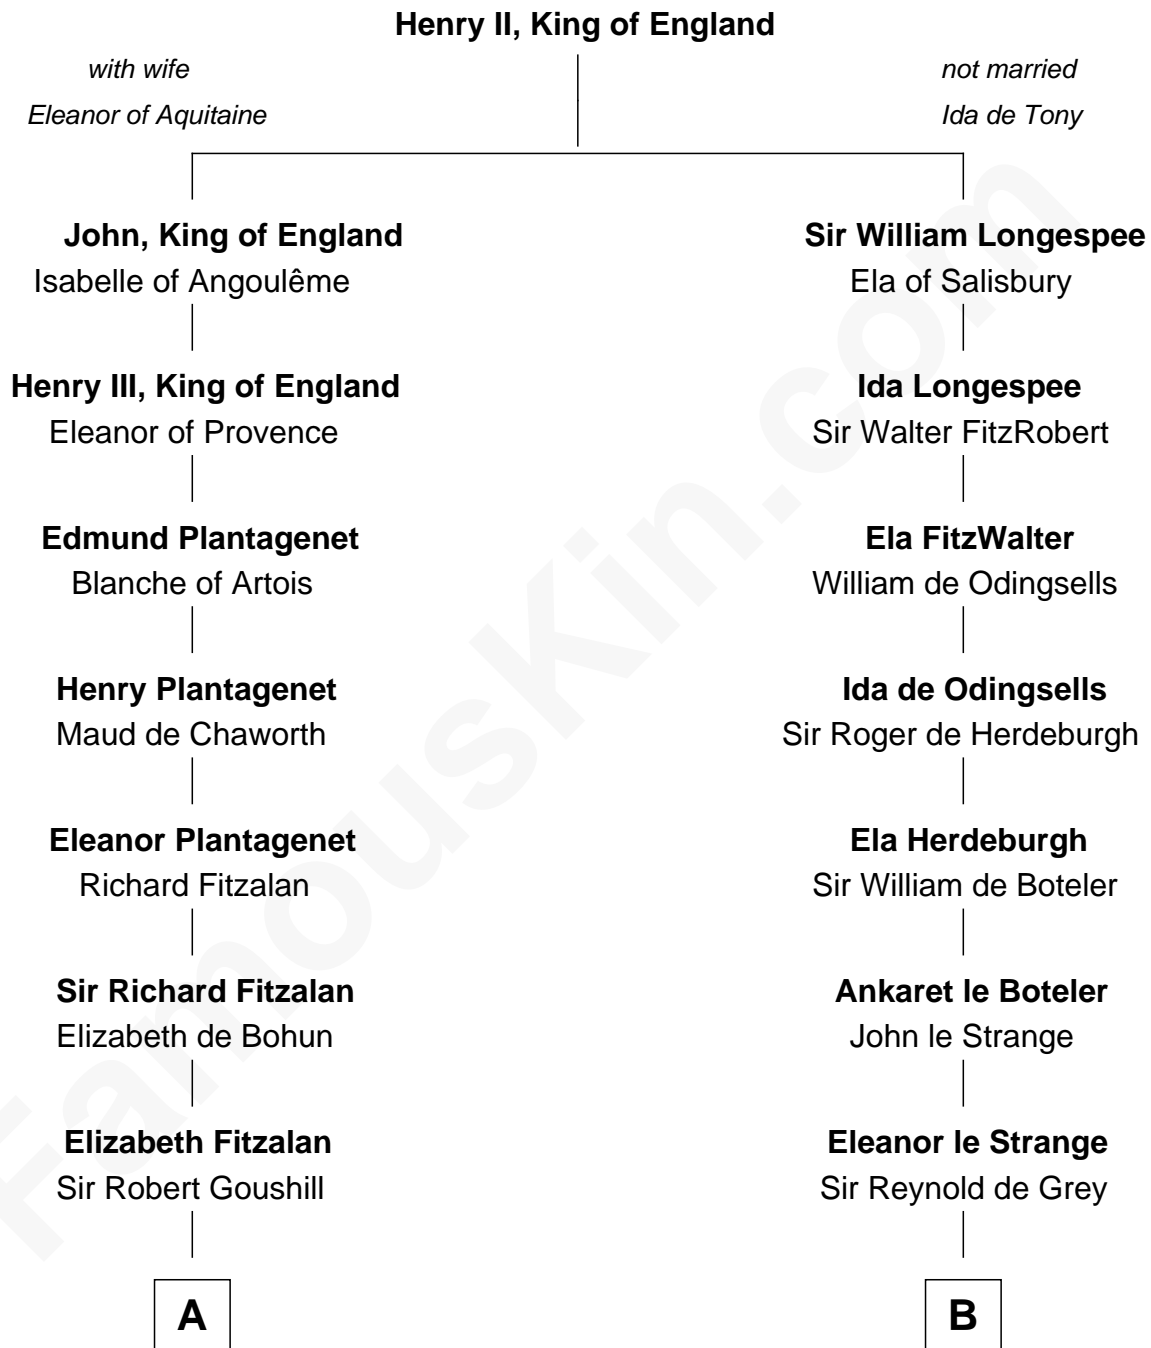 Henry II, King of England
with wife
Eleanor of Aquitaine
not married
Ida de Tony
John, King of England
Isabelle of Angoulême
Sir William Longespee
Ela of Salisbury
Henry III, King of England
Eleanor of Provence
Ida Longespee
Sir Walter FitzRobert
Edmund Plantagenet
Blanche of Artois
Ela FitzWalter
William de Odingsells
Henry Plantagenet
Maud de Chaworth
Ida de Odingsells
Sir Roger de Herdeburgh
Eleanor Plantagenet
Richard Fitzalan
Ela Herdeburgh
Sir William de Boteler
Sir Richard Fitzalan
Elizabeth de Bohun
Ankaret le Boteler
John le Strange
Elizabeth Fitzalan
Sir Robert Goushill
Eleanor le Strange
Sir Reynold de Grey
A
B
FamousKin.com